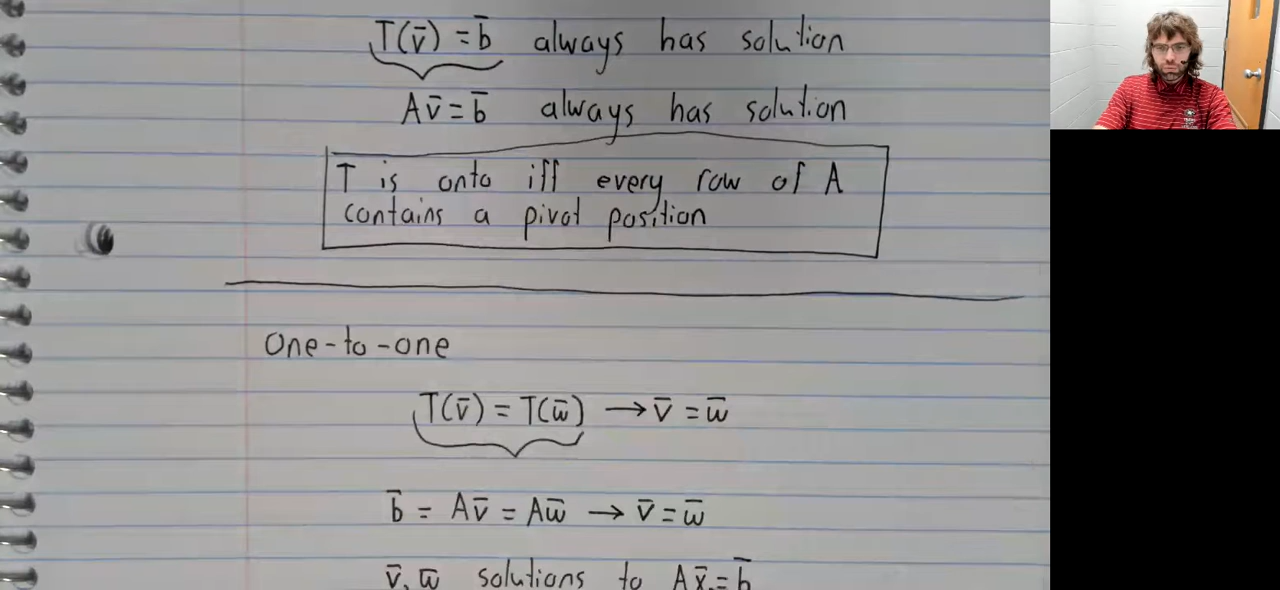 T(v̄) = b̄ always has solution
Av̄ = b̄ always has solution
T is onto iff every row of A
contains a pivot position
One-to-one
T(v̄) = T(w̄) → v̄ = w̄
b̄ = Av̄ = Aw̄ → v̄ = w̄
v̄, w̄ solutions to Ax̄ = b̄